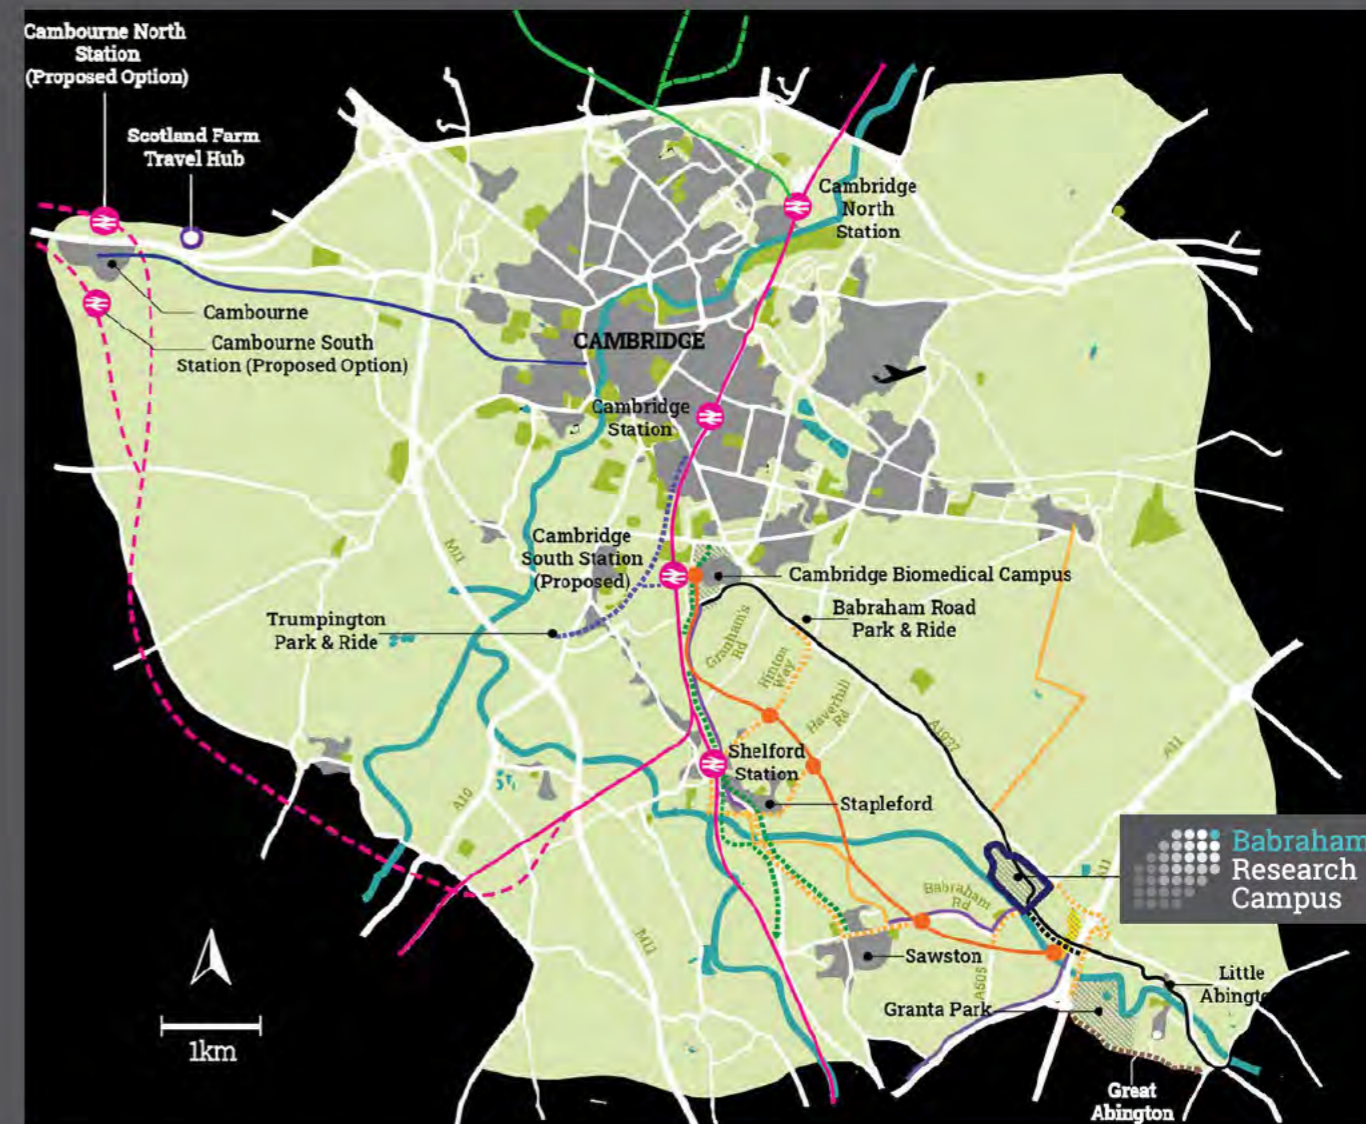 Cambourne North
Station
(Proposed Option)
Scotland Farm
Travel Hub
Cambridge
North
Station
Cambourne
Cambourne South
Station (Proposed Option)
CAMBRIDGE
Cambridge
Station
Cambridge
South Station
(Proposed)
M11
Cambridge Biomedical Campus
Babraham Road
Park & Ride
Trumpington
Park & Ride
Granham's
Rd
Hinton
Way
Haverhill
Rd
A11
Shelford
Station
Stapleford
A10
Babraham
Research
Campus
A11
Babraham
Rd
M11
Sawston
A505
Granta Park
Little
Abingto
1km
Great
Abington